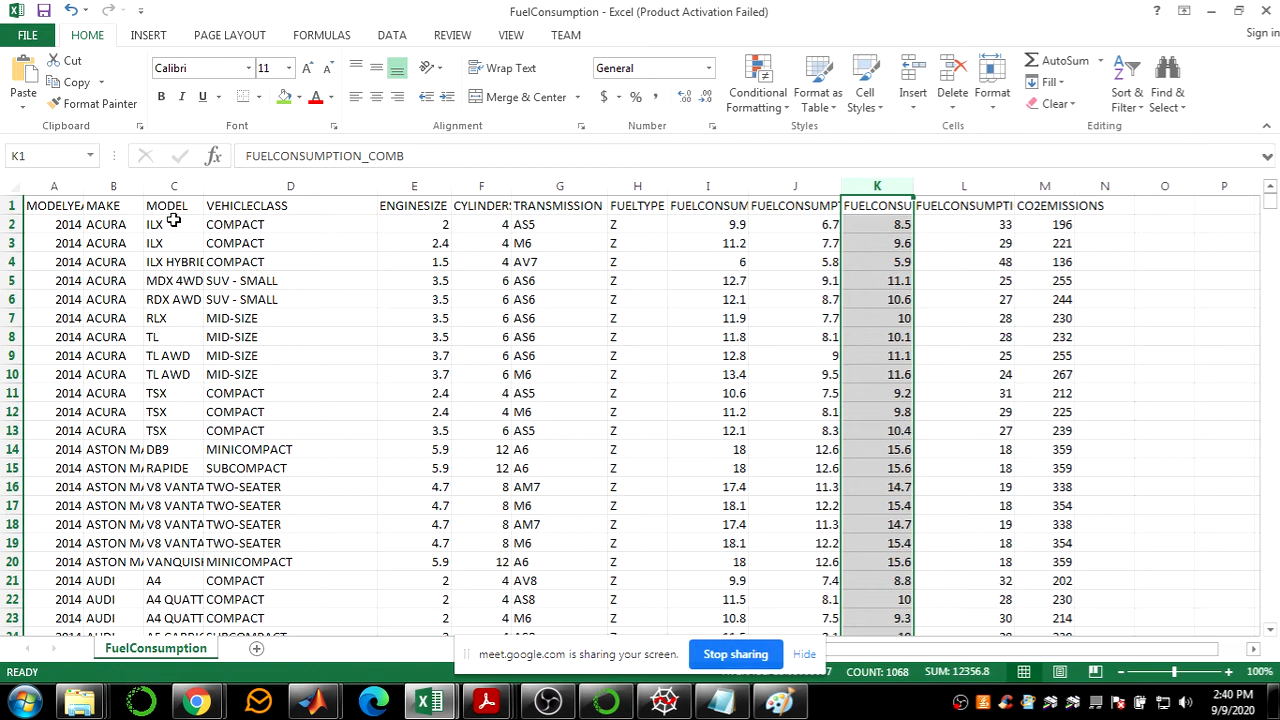 FuelConsumption - Excel (Product Activation Failed)
FILE HOME INSERT PAGE LAYOUT FORMULAS DATA REVIEW VIEW TEAM Sign in
Paste Cut Copy Format Painter Calibri 11 B I U Wrap Text Merge & Center General $ % , Conditional Formatting Format as Table Cell Styles Insert Delete Format AutoSum Fill Clear Sort & Filter Find & Select
Clipboard Font Alignment Number Styles Cells Editing
K1 fx FUELCONSUMPTION_COMB
A B C D E F G H I J K L M N O P
1 MODELYEA MAKE MODEL VEHICLECLASS ENGINESIZE CYLINDERS TRANSMISSION FUELTYPE FUELCONSUM FUELCONSUMPT FUELCONSU FUELCONSUMPTI CO2EMISSIONS
2 2014 ACURA ILX COMPACT 2 4 AS5 Z 9.9 6.7 8.5 33 196
3 2014 ACURA ILX COMPACT 2.4 4 M6 Z 11.2 7.7 9.6 29 221
4 2014 ACURA ILX HYBRID COMPACT 1.5 4 AV7 Z 6 5.8 5.9 48 136
5 2014 ACURA MDX 4WD SUV - SMALL 3.5 6 AS6 Z 12.7 9.1 11.1 25 255
6 2014 ACURA RDX AWD SUV - SMALL 3.5 6 AS6 Z 12.1 8.7 10.6 27 244
7 2014 ACURA RLX MID-SIZE 3.5 6 AS6 Z 11.9 7.7 10 28 230
8 2014 ACURA TL MID-SIZE 3.5 6 AS6 Z 11.8 8.1 10.1 28 232
9 2014 ACURA TL AWD MID-SIZE 3.7 6 AS6 Z 12.8 9 11.1 25 255
10 2014 ACURA TL AWD MID-SIZE 3.7 6 M6 Z 13.4 9.5 11.6 24 267
11 2014 ACURA TSX COMPACT 2.4 4 AS5 Z 10.6 7.5 9.2 31 212
12 2014 ACURA TSX COMPACT 2.4 4 M6 Z 11.2 8.1 9.8 29 225
13 2014 ACURA TSX COMPACT 3.5 6 AS5 Z 12.1 8.3 10.4 27 239
14 2014 ASTON MA DB9 MINICOMPACT 5.9 12 A6 Z 18 12.6 15.6 18 359
15 2014 ASTON MA RAPIDE SUBCOMPACT 5.9 12 A6 Z 18 12.6 15.6 18 359
16 2014 ASTON MA V8 VANTA TWO-SEATER 4.7 8 AM7 Z 17.4 11.3 14.7 19 338
17 2014 ASTON MA V8 VANTA TWO-SEATER 4.7 8 M6 Z 18.1 12.2 15.4 18 354
18 2014 ASTON MA V8 VANTA TWO-SEATER 4.7 8 AM7 Z 17.4 11.3 14.7 19 338
19 2014 ASTON MA V8 VANTA TWO-SEATER 4.7 8 M6 Z 18.1 12.2 15.4 18 354
20 2014 ASTON MA VANQUISH MINICOMPACT 5.9 12 A6 Z 18 12.6 15.6 18 359
21 2014 AUDI A4 COMPACT 2 4 AV8 Z 9.9 7.4 8.8 32 202
22 2014 AUDI A4 QUATT COMPACT 2 4 AS8 Z 11.5 8.1 10 28 230
23 2014 AUDI A4 QUATT COMPACT 2 4 M6 Z 10.8 7.5 9.3 30 214
FuelConsumption
meet.google.com is sharing your screen. Stop sharing Hide
READY COUNT: 1068 SUM: 12356.8 100%
2:40 PM
9/9/2020